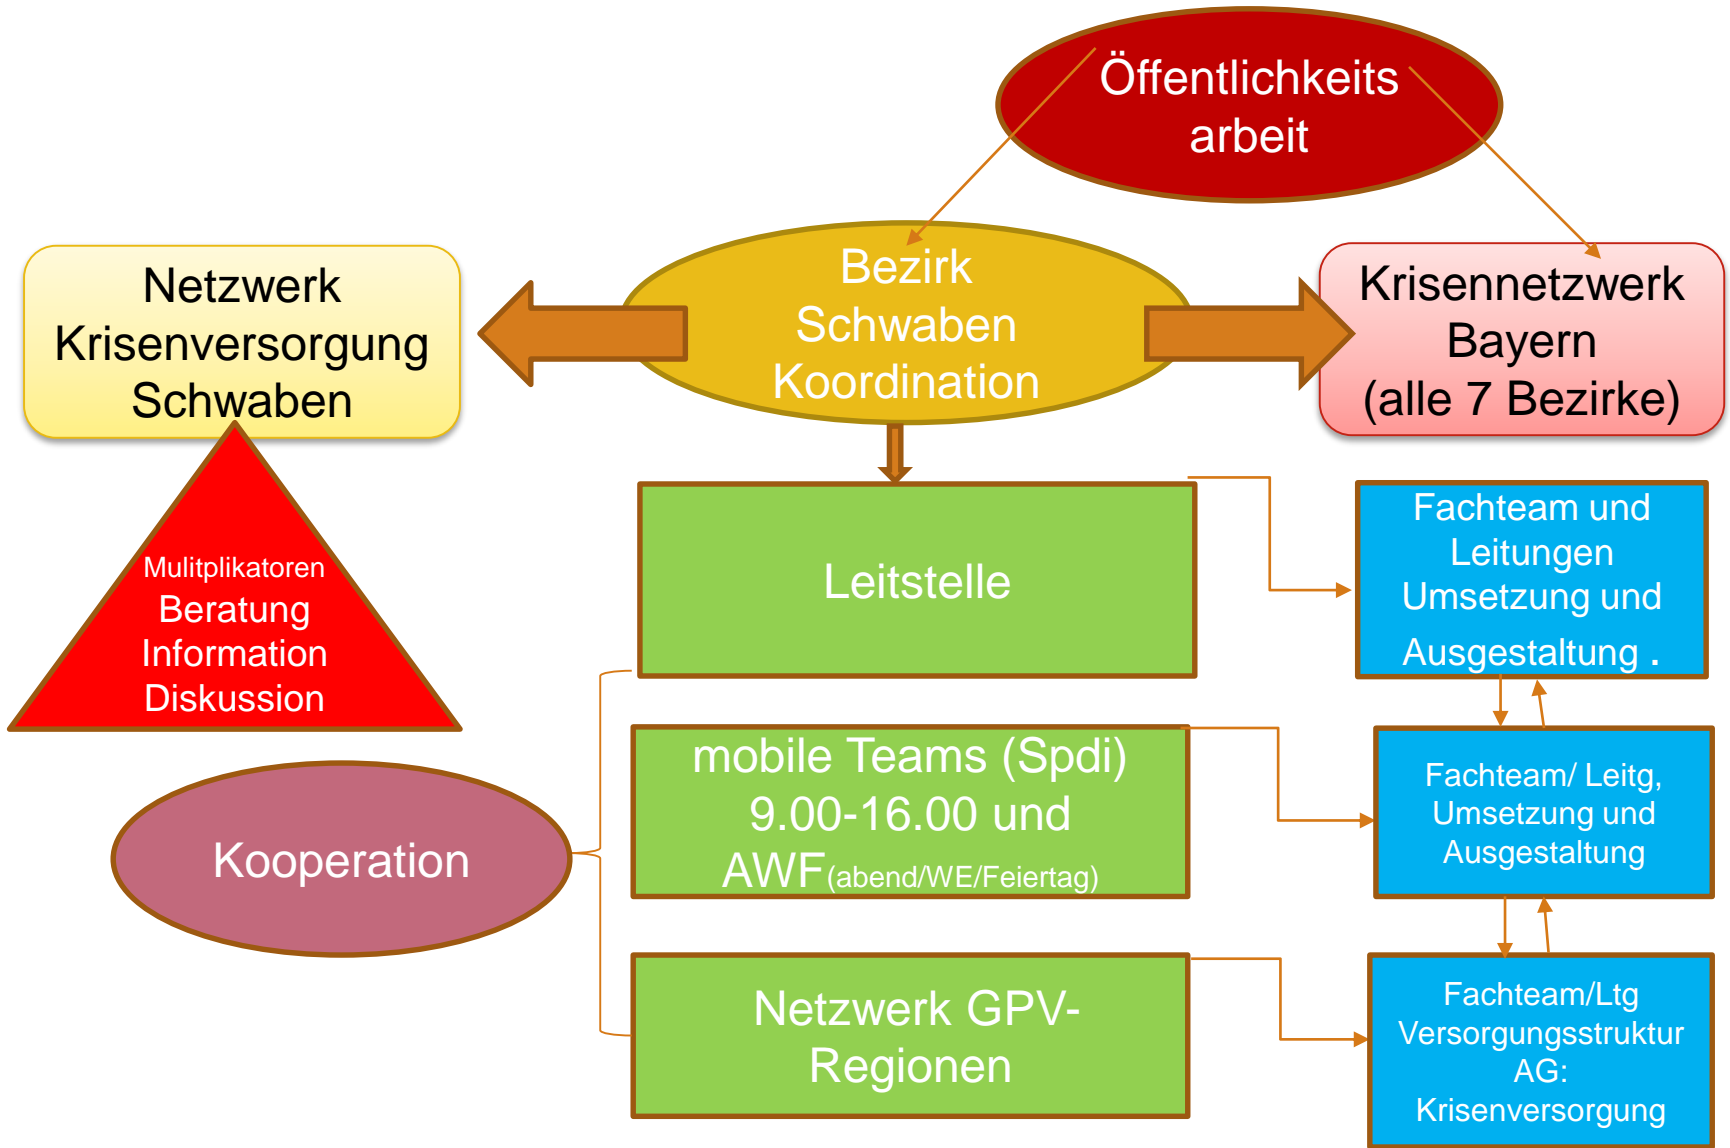 Öffentlichkeits
arbeit
Netzwerk
Krisenversorgung
Schwaben
Bezirk
Schwaben
Koordination
Krisennetzwerk
Bayern
(alle 7 Bezirke)
Mulitplikatoren
Beratung
Information
Diskussion
Leitstelle
Fachteam und
Leitungen
Umsetzung und
Ausgestaltung .
Kooperation
mobile Teams (Spdi)
9.00-16.00 und
AWF(abend/WE/Feiertag)
Fachteam/ Leitg,
Umsetzung und
Ausgestaltung
Netzwerk GPV-
Regionen
Fachteam/Ltg
Versorgungsstruktur
AG:
Krisenversorgung